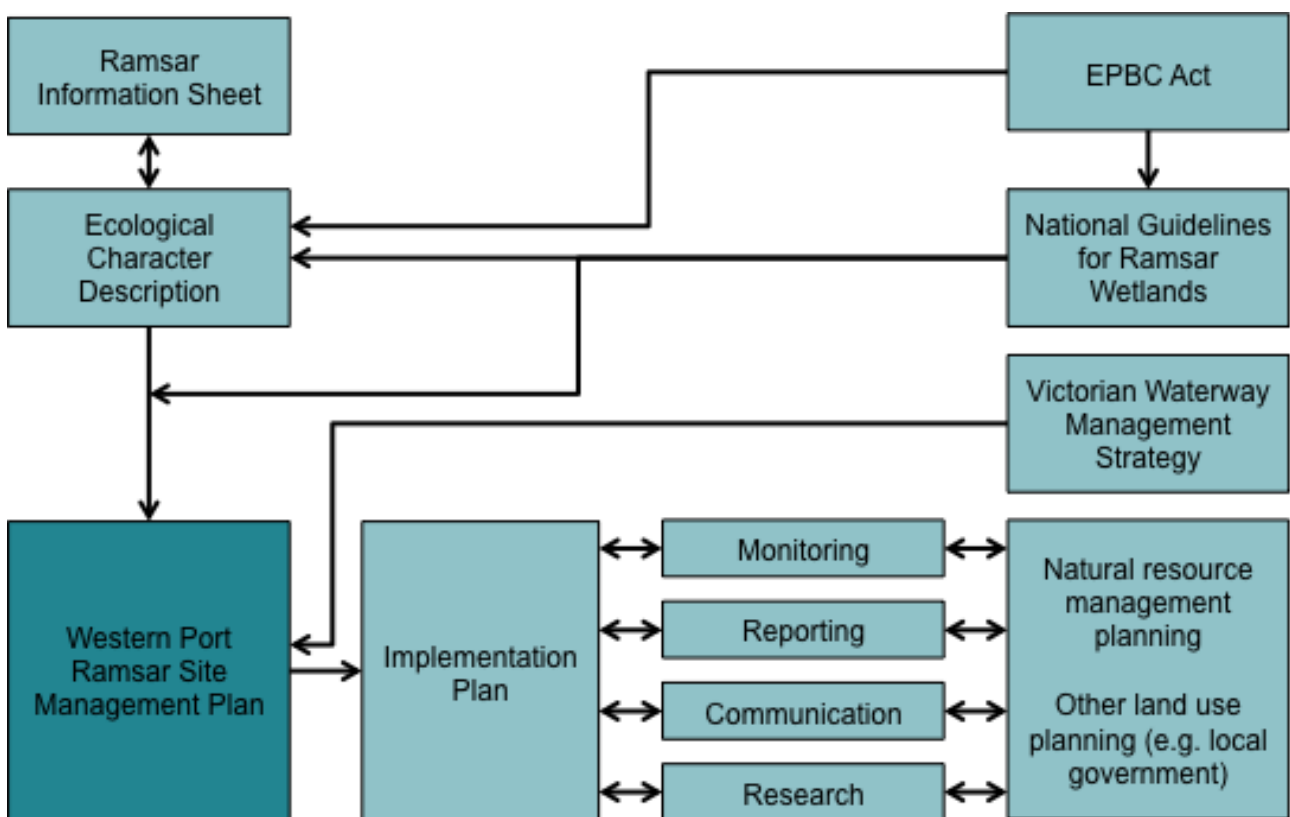 Ramsar
Information Sheet
EPBC Act
Ecological
Character
Description
National Guidelines
for Ramsar
Wetlands
Victorian Waterway
Management
Strategy
Western Port
Ramsar Site
Management Plan
Implementation
Plan
Monitoring
Reporting
Communication
Research
Natural resource
management
planning
Other land use
planning (e.g. local
government)